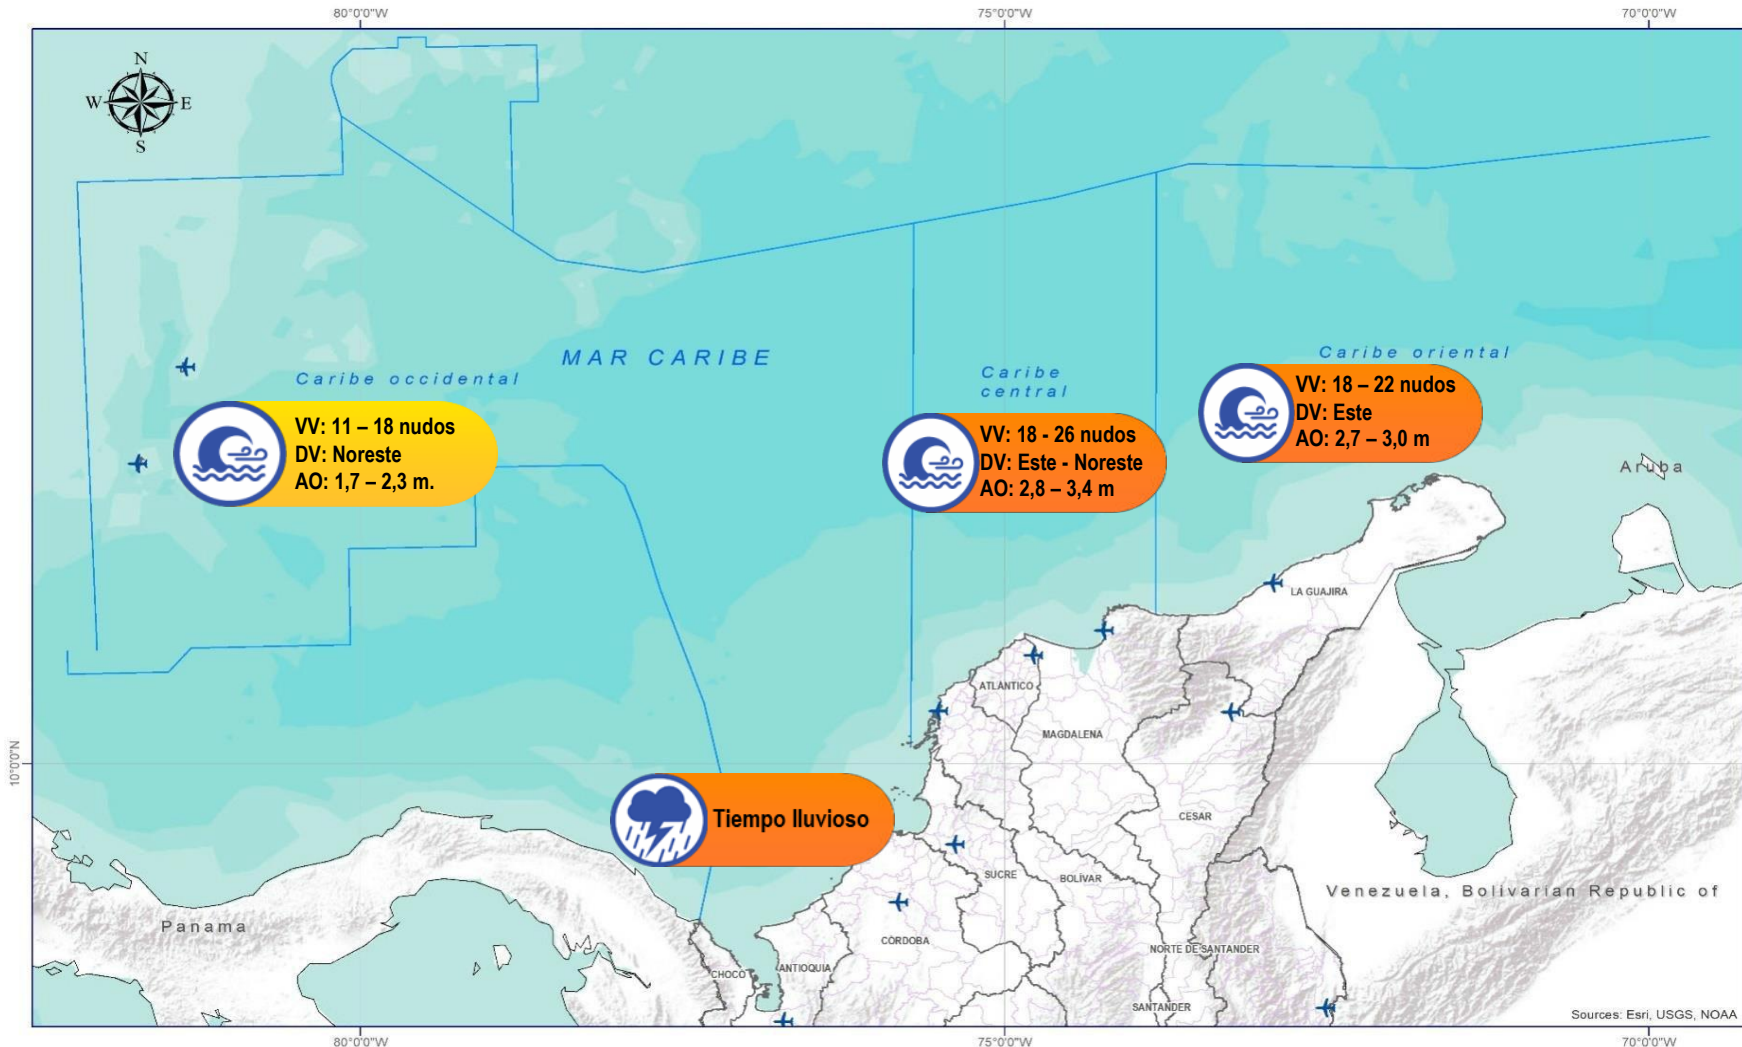 80°0'0"W
75°0'0"W
70°0'0"W
N
W
E
S
MAR CARIBE
Caribe occidental
Caribe
central
Caribe oriental
VV: 11 – 18 nudos
DV: Noreste
AO: 1,7 – 2,3 m.
VV: 18 - 26 nudos
DV: Este - Noreste
AO: 2,8 – 3,4 m
VV: 18 – 22 nudos
DV: Este
AO: 2,7 – 3,0 m
Aruba
LA GUAJIRA
ATLÁNTICO
MAGDALENA
10°0'0"N
Tiempo lluvioso
CESAR
SUCRE
BOLÍVAR
Venezuela, Bolivarian Republic of
Panama
CÓRDOBA
NORTE DE SANTANDER
CHOCO
ANTIOQUIA
SANTANDER
Sources: Esri, USGS, NOAA
80°0'0"W
75°0'0"W
70°0'0"W